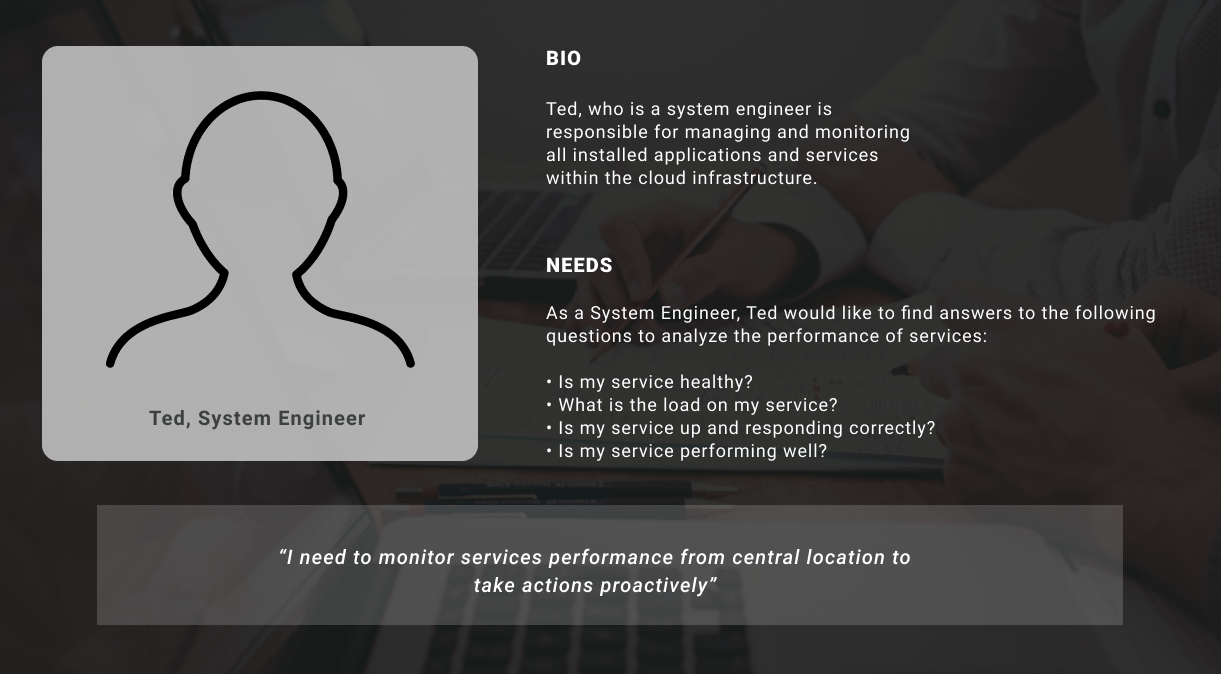 Ted, System Engineer
BIO
Ted, who is a system engineer is
responsible for managing and monitoring
all installed applications and services
within the cloud infrastructure.
NEEDS
As a System Engineer, Ted would like to find answers to the following
questions to analyze the performance of services:
• Is my service healthy?
• What is the load on my service?
• Is my service up and responding correctly?
• Is my service performing well?
“I need to monitor services performance from central location to
take actions proactively”